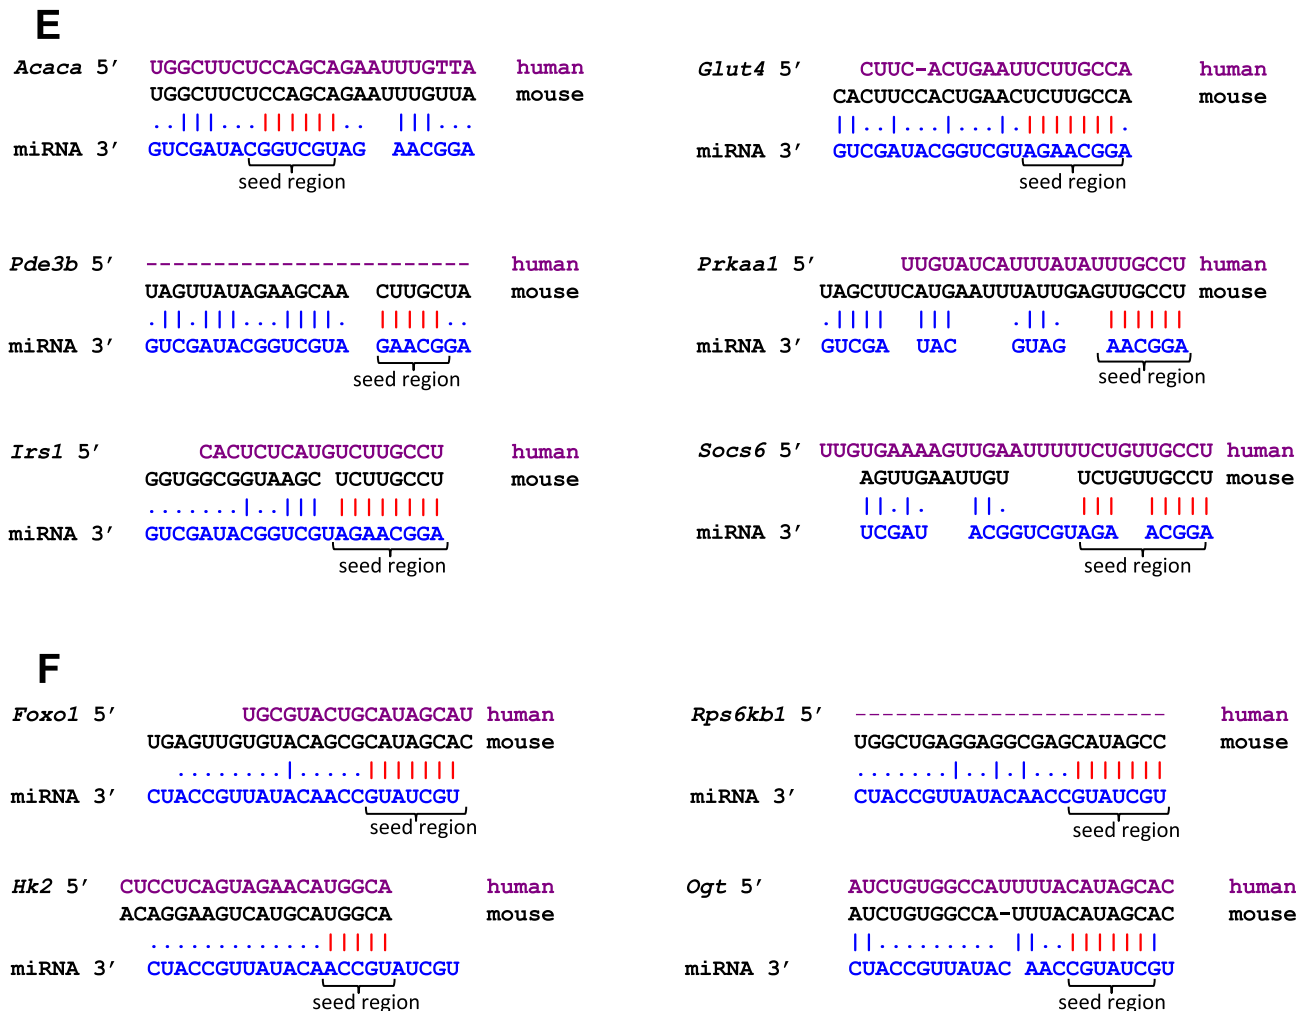 E
Acaca 5’ UGGCUUCUCCAGCAGAAUUUGTTA human
UGGCUUCUCCAGCAGAAUUUGUUA mouse
miRNA 3’ GUCGAUACGGUCGUAG AACGGA
seed region
Glut4 5’ CUUC-ACUGAAUUCUUGCCA human
CACUUCCACUGAACUCUUGCCA mouse
miRNA 3’ GUCGAUACGGUCGUAGAACGGA
seed region
Pde3b 5’ ------------------------ human
UAGUUAUAGAAGCAA CUUGCUA mouse
miRNA 3’ GUCGAUACGGUCGUA GAACGGA
seed region
Prkaa1 5’ UUGUAUCAUUUAUAUUUGCCU human
UAGCUUCAUGAAUUUAUUGAGUUGCCU mouse
miRNA 3’ GUCGA UAC GUAG AACGGA
seed region
Irs1 5’ CACUCUCAUGUCUUGCCU human
GGUGGCGGUAAGC UCUUGCCU mouse
miRNA 3’ GUCGAUACGGUCGUAGAACGGA
seed region
Socs6 5’ UUGUGAAAAGUUGAAUUUUUCUGUUGCCU human
AGUUGAAUUGU UCUGUUGCCU mouse
miRNA 3’ UCGAU ACGGUCGUAGA ACGGA
seed region
F
Foxo1 5’ UGCGUACUGCAUAGCAU human
UGAGUUGUGUACAGCGCAUAGCAC mouse
miRNA 3’ CUACCGUUAUACAACCGUAUCGU
seed region
Rps6kb1 5’ ----------------------- human
UGGCUGAGGAGGCGAGCAUAGCC mouse
miRNA 3’ CUACCGUUAUACAACCGUAUCGU
seed region
Hk2 5’ CUCCUCAGUAGAACAUGGCA human
ACAGGAAGUCAUGCAUGGCA mouse
miRNA 3’ CUACCGUUAUACAACCGUAUCGU
seed region
Ogt 5’ AUCUGUGGCCAUUUUACAUAGCAC human
AUCUGUGGCCA-UUUACAUAGCAC mouse
miRNA 3’ CUACCGUUAUAC AACCGUAUCGU
seed region